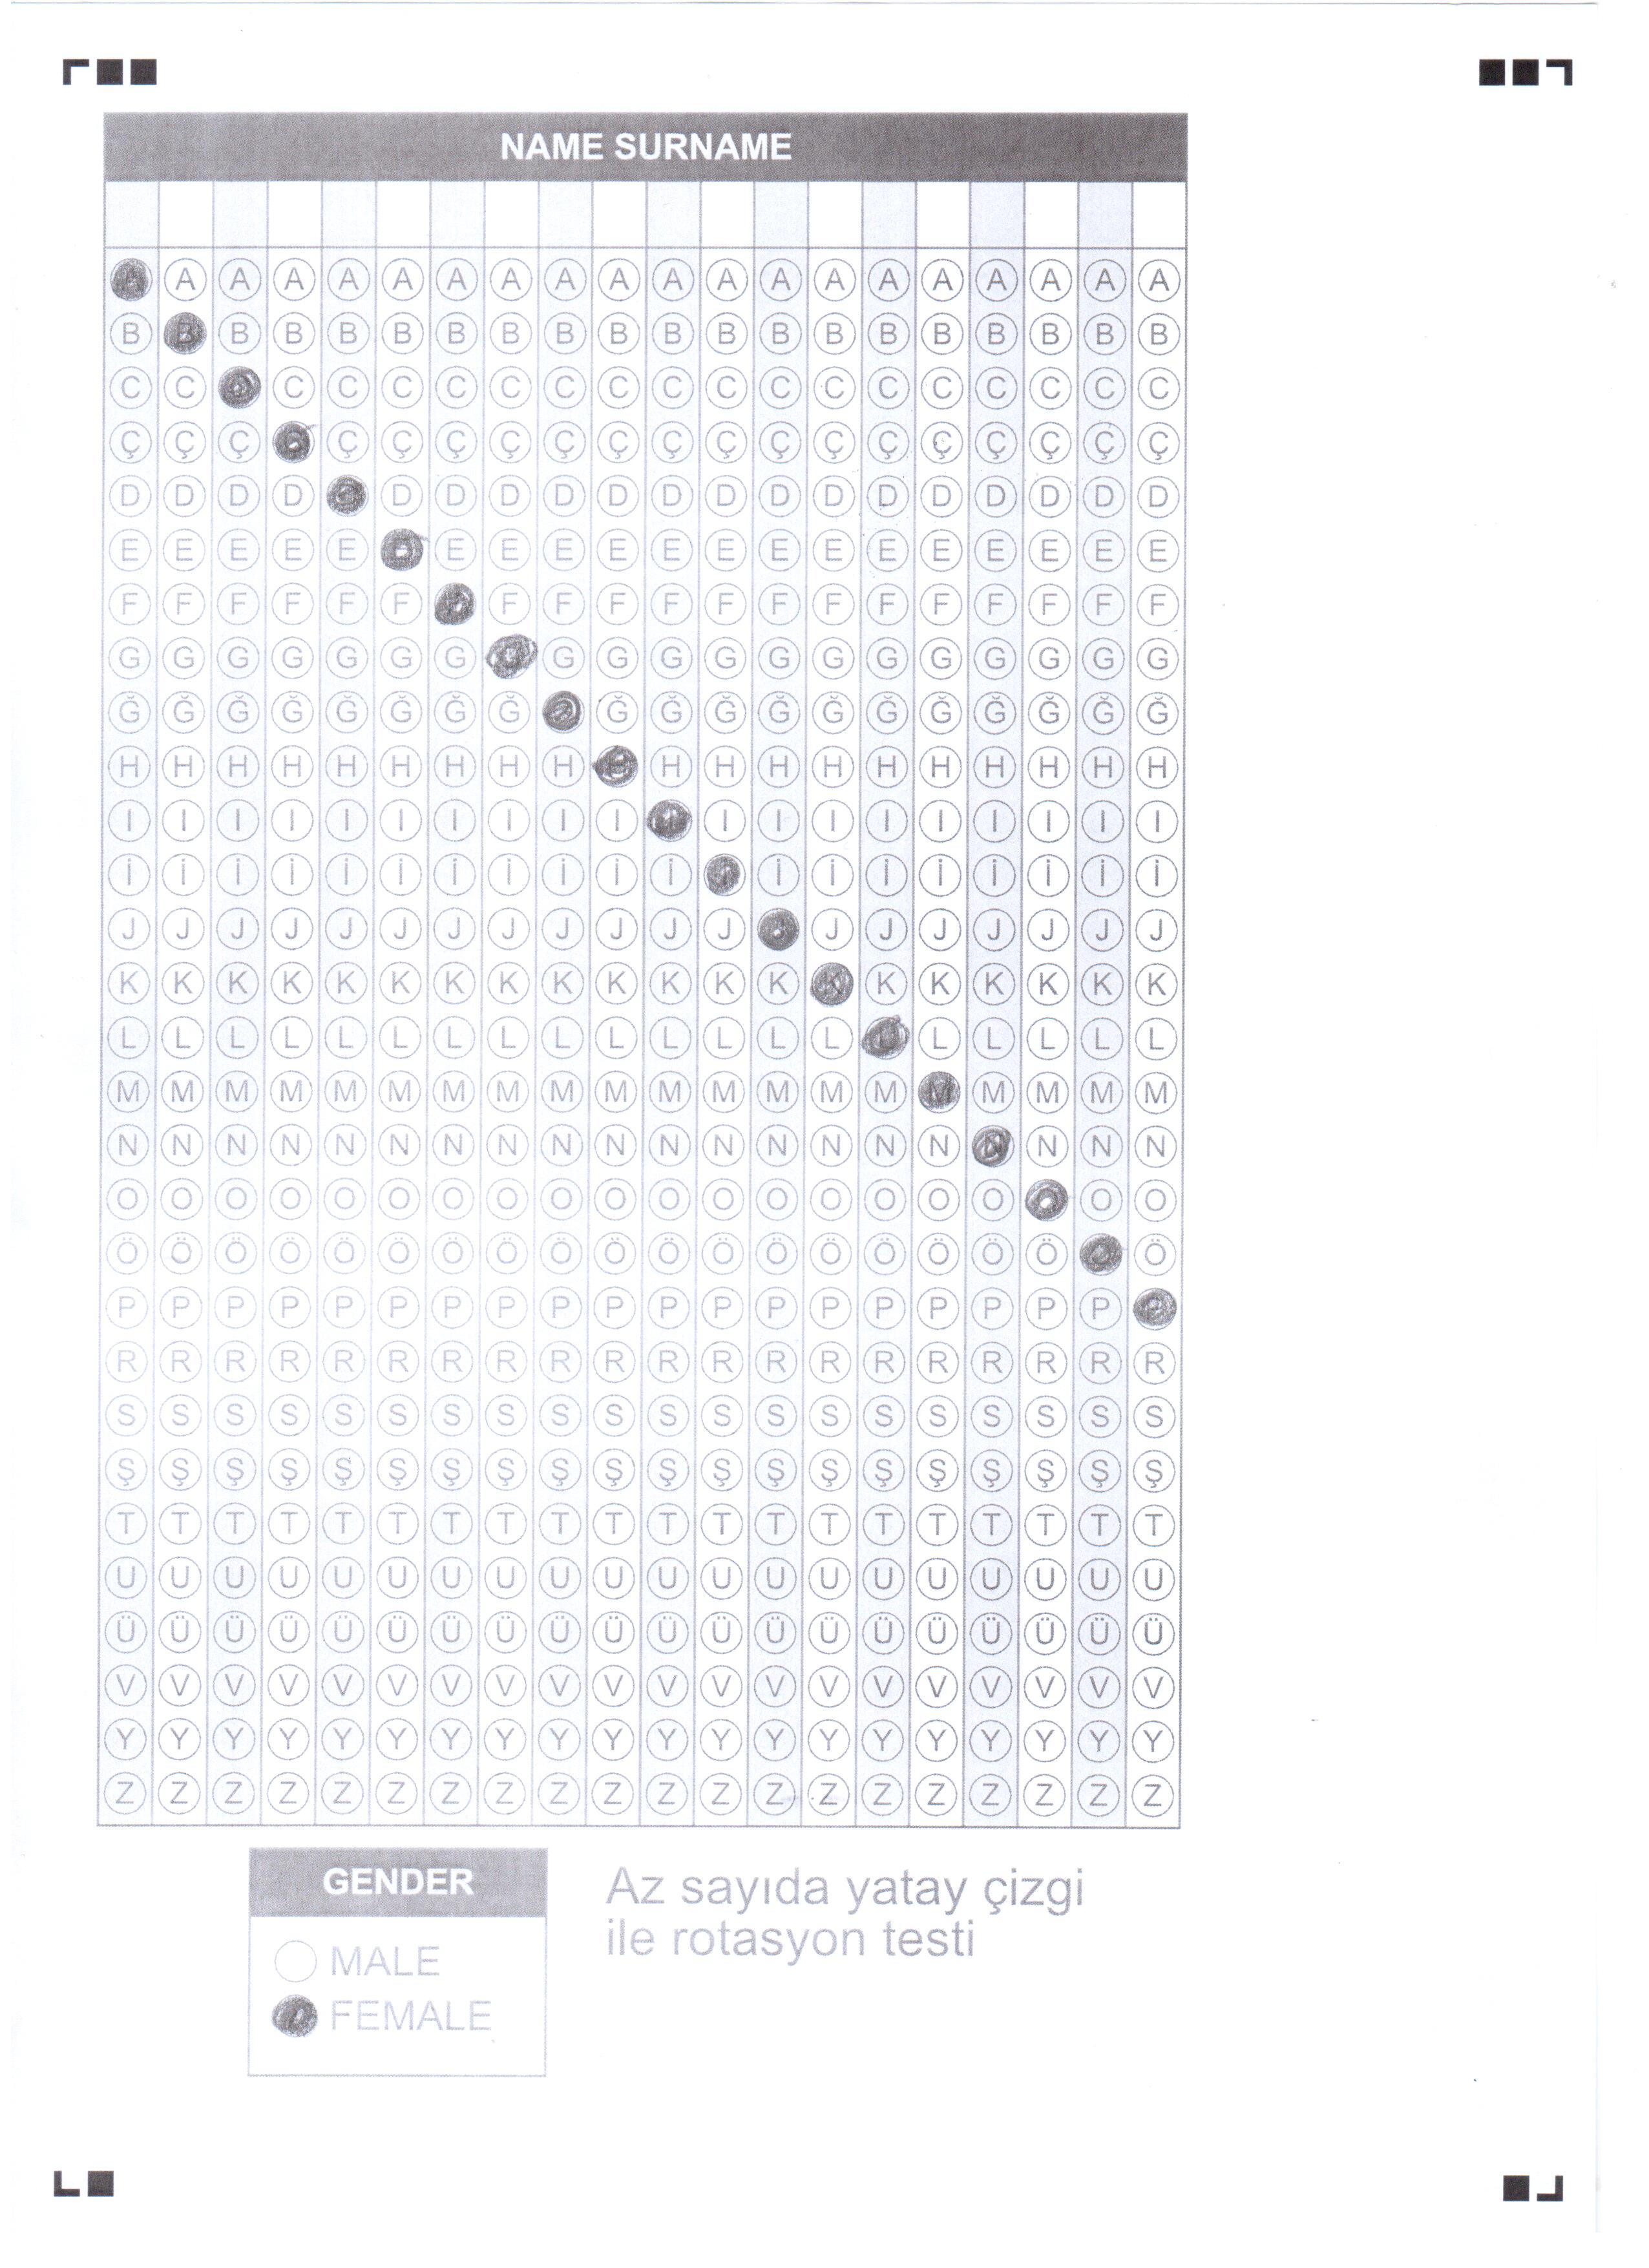 NAME SURNAME
A A A A A A A A A A A A A A A A A A A A
B B B B B B B B B B B B B B B B B B B B
C C C C C C C C C C C C C C C C C C
Ç Ç Ç Ç Ç Ç Ç Ç Ç Ç Ç Ç Ç Ç Ç Ç Ç Ç Ç
D D D D D D D D D D D D D D D D D D D
E E E E E E E E E E E E E E E E E E E
F F F F F F F F F F F F F F F F F F F
G G G G G G G G G G G G G G G G G G G
Ğ Ğ Ğ Ğ Ğ Ğ Ğ Ğ Ğ Ğ Ğ Ğ Ğ Ğ Ğ Ğ Ğ Ğ Ğ
H H H H H H H H H H H H H H H H H H H
I I I I I I I I I I I I I I I I I I I
İ İ İ İ İ İ İ İ İ İ İ İ İ İ İ İ İ İ İ
J J J J J J J J J J J J J J J J J J J
K K K K K K K K K K K K K K K K K K K K
L L L L L L L L L L L L L L L L L L L L
M M M M M M M M M M M M M M M M M M M M
N N N N N N N N N N N N N N N N N N N N
O O O O O O O O O O O O O O O O O O O O
Ö Ö Ö Ö Ö Ö Ö Ö Ö Ö Ö Ö Ö Ö Ö Ö Ö Ö Ö
P P P P P P P P P P P P P P P P P P P P
R R R R R R R R R R R R R R R R R R R R
S S S S S S S S S S S S S S S S S S S S
Ş Ş Ş Ş Ş Ş Ş Ş Ş Ş Ş Ş Ş Ş Ş Ş Ş Ş Ş Ş
T T T T T T T T T T T T T T T T T T T T
U U U U U U U U U U U U U U U U U U U U
Ü Ü Ü Ü Ü Ü Ü Ü Ü Ü Ü Ü Ü Ü Ü Ü Ü Ü Ü Ü
V V V V V V V V V V V V V V V V V V V V
Y Y Y Y Y Y Y Y Y Y Y Y Y Y Y Y Y Y Y Y
Z Z Z Z Z Z Z Z Z Z Z Z Z Z Z Z Z Z Z Z
GENDER
MALE
FEMALE
Az sayıda yatay çizgi
ile rotasyon testi